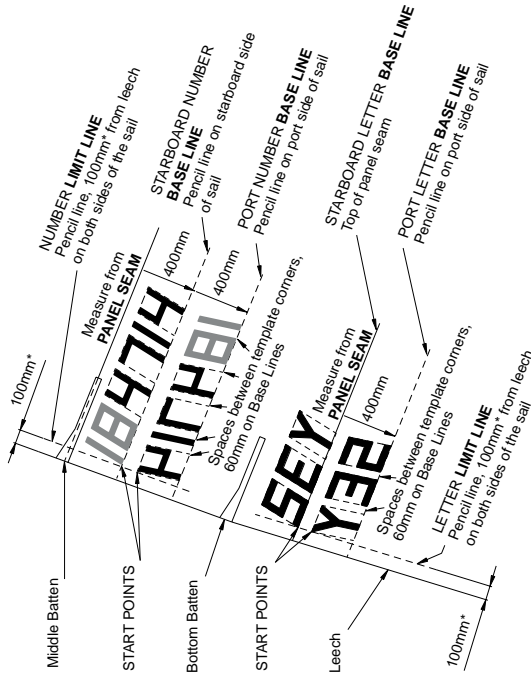 100mm*
NUMBER LIMIT LINE
Pencil line, 100mm* from leech
on both sides of the sail
Measure from
PANEL SEAM
STARBOARD NUMBER
BASE LINE
Pencil line on starboard side
of sail
400mm
400mm
PORT NUMBER BASE LINE
Pencil line on port side of sail
Middle Batten
184714
START POINTS
Spaces between template corners,
60mm on Base Lines
Bottom Batten
STARBOARD LETTER BASE LINE
Top of panel seam
Measure from
PANEL SEAM
SEY
400mm
PORT LETTER BASE LINE
Pencil line on port side of sail
START POINTS
Spaces between template corners,
60mm on Base Lines
Leech
LETTER LIMIT LINE
Pencil line, 100mm* from leech
on both sides of the sail
100mm*